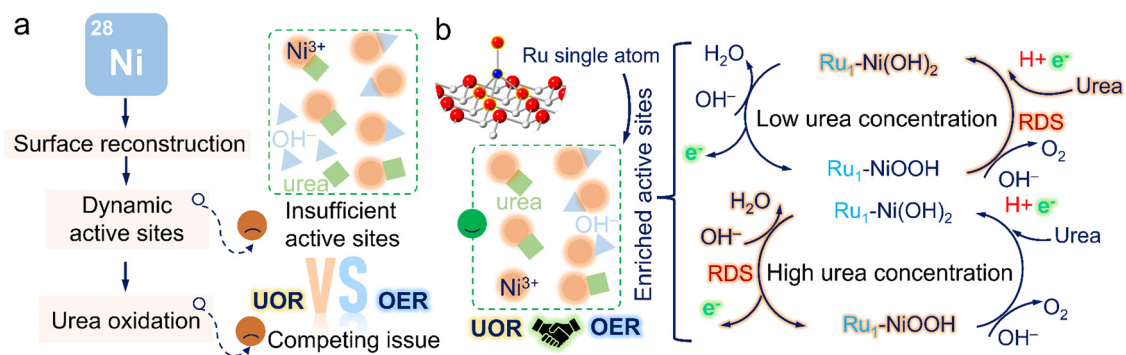 a
28
Ni
Surface reconstruction
Dynamic
active sites
Urea oxidation
Ni³⁺
OH⁻
urea
Insufficient
active sites
UOR VS OER
Competing issue
b
Ru single atom
urea
OH⁻
Ni³⁺
UOR OER
Enriched active sites
H₂O
OH⁻
e⁻
Ru₁-Ni(OH)₂
H+ e⁻
Urea
Low urea concentration
RDS
Ru₁-NiOOH
O₂
OH⁻
H₂O
OH⁻
RDS
e⁻
Ru₁-Ni(OH)₂
H+ e⁻
Urea
High urea concentration
Ru₁-NiOOH
O₂
OH⁻